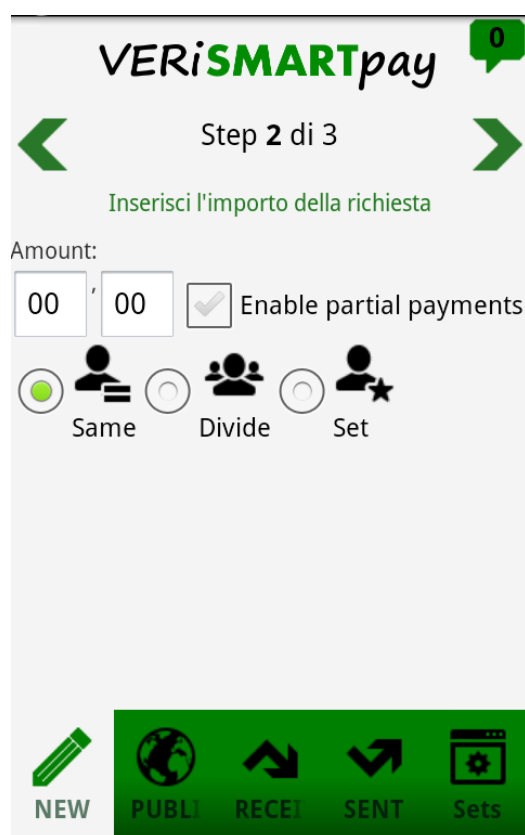 0
VERiSMARTpay
Step 2 di 3
Inserisci l'importo della richiesta
Amount:
00 , 00 Enable partial payments
Same Divide Set
NEW PUBLI RECEI SENT Sets